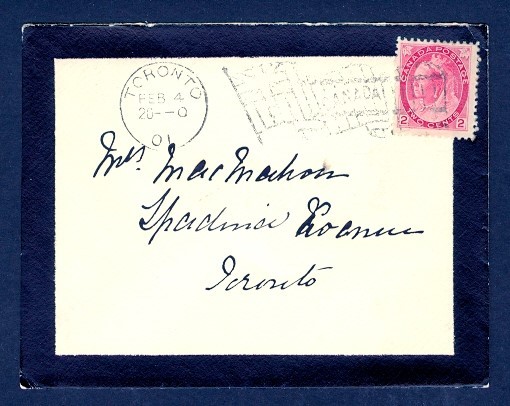 TORONTO
FEB 4
20—0
01
CANADA
CANADA POSTAGE
2 TWO CENTS 2
Mrs MacMahon
Spadina Avenue
Toronto